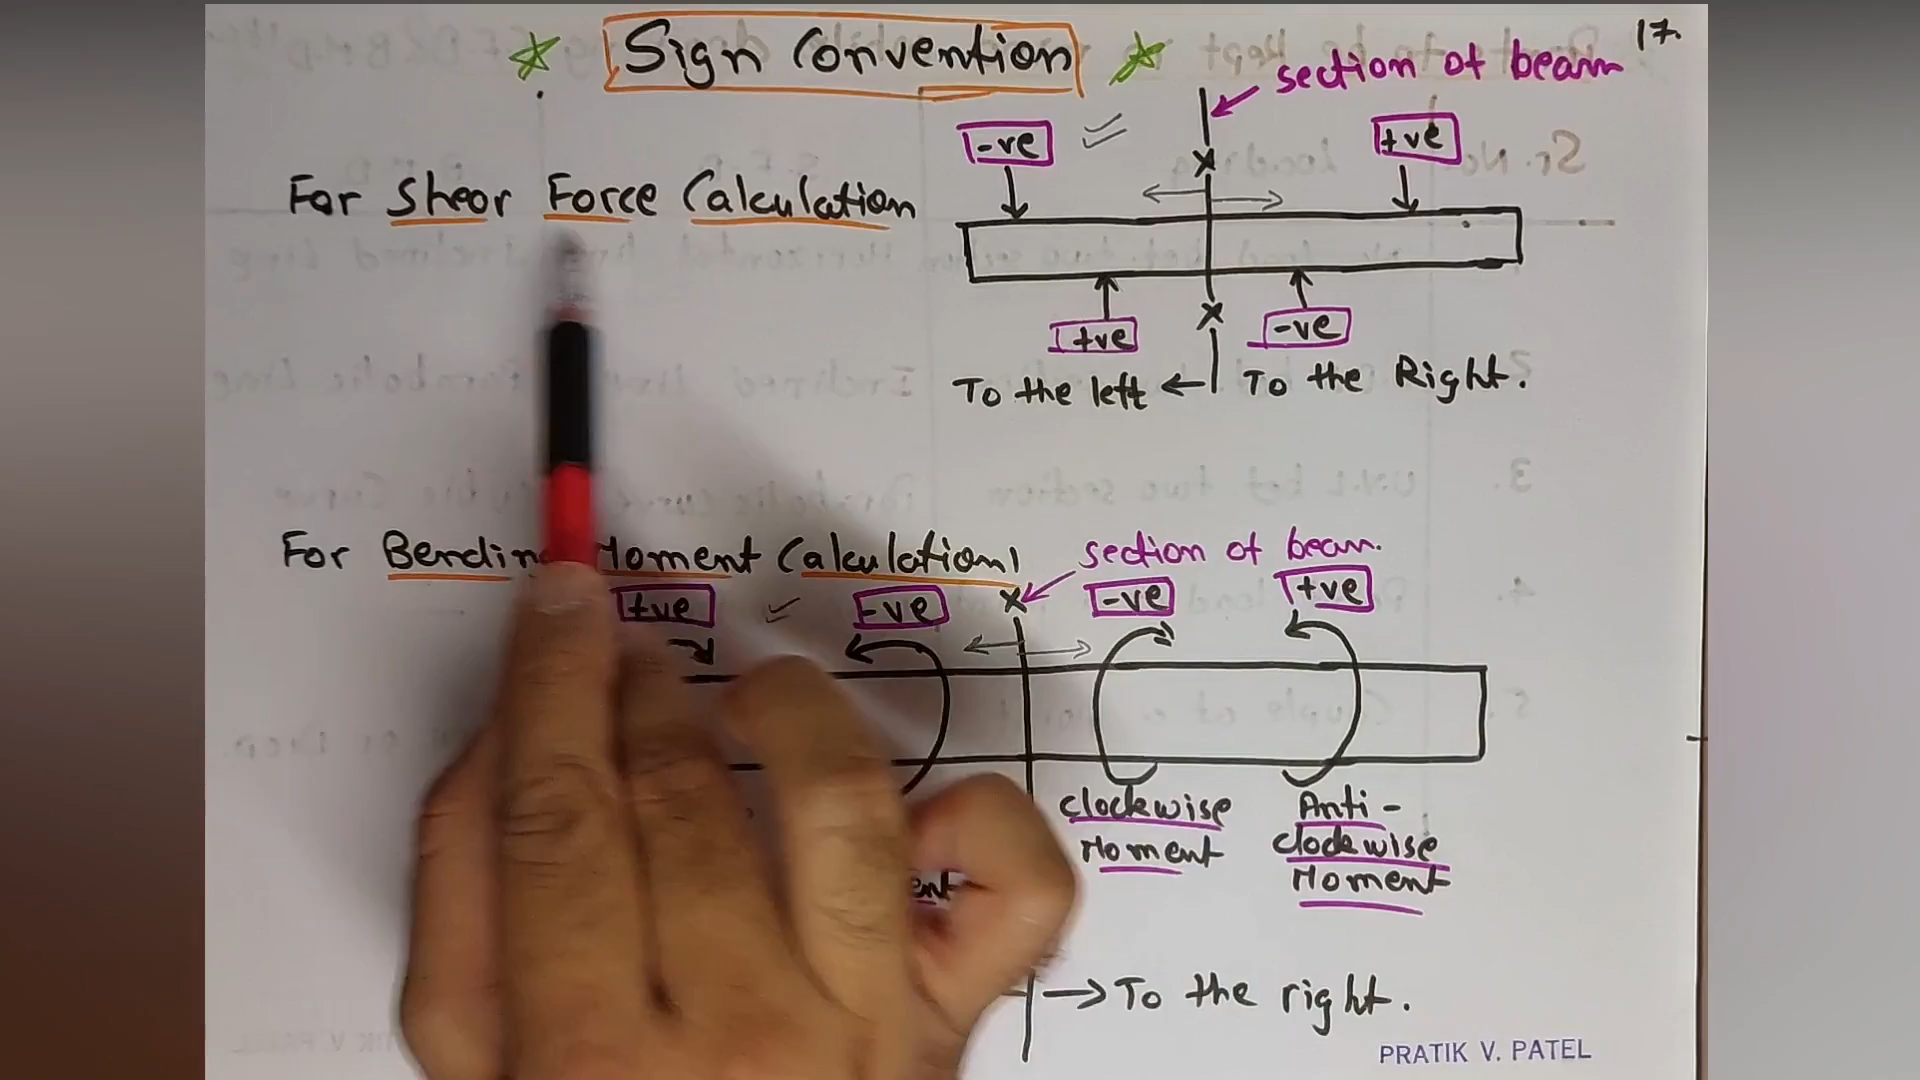 17.
Sign Convention
section of beam
-ve
+ve
For Shear Force Calculation
x
+ve
x
-ve
To the left ← To the Right.
For Bending Moment Calculation
section of beam.
+ve
-ve
x
-ve
+ve
clockwise
Moment
Anti-
clockwise
Moment
→ To the right.
PRATIK V. PATEL